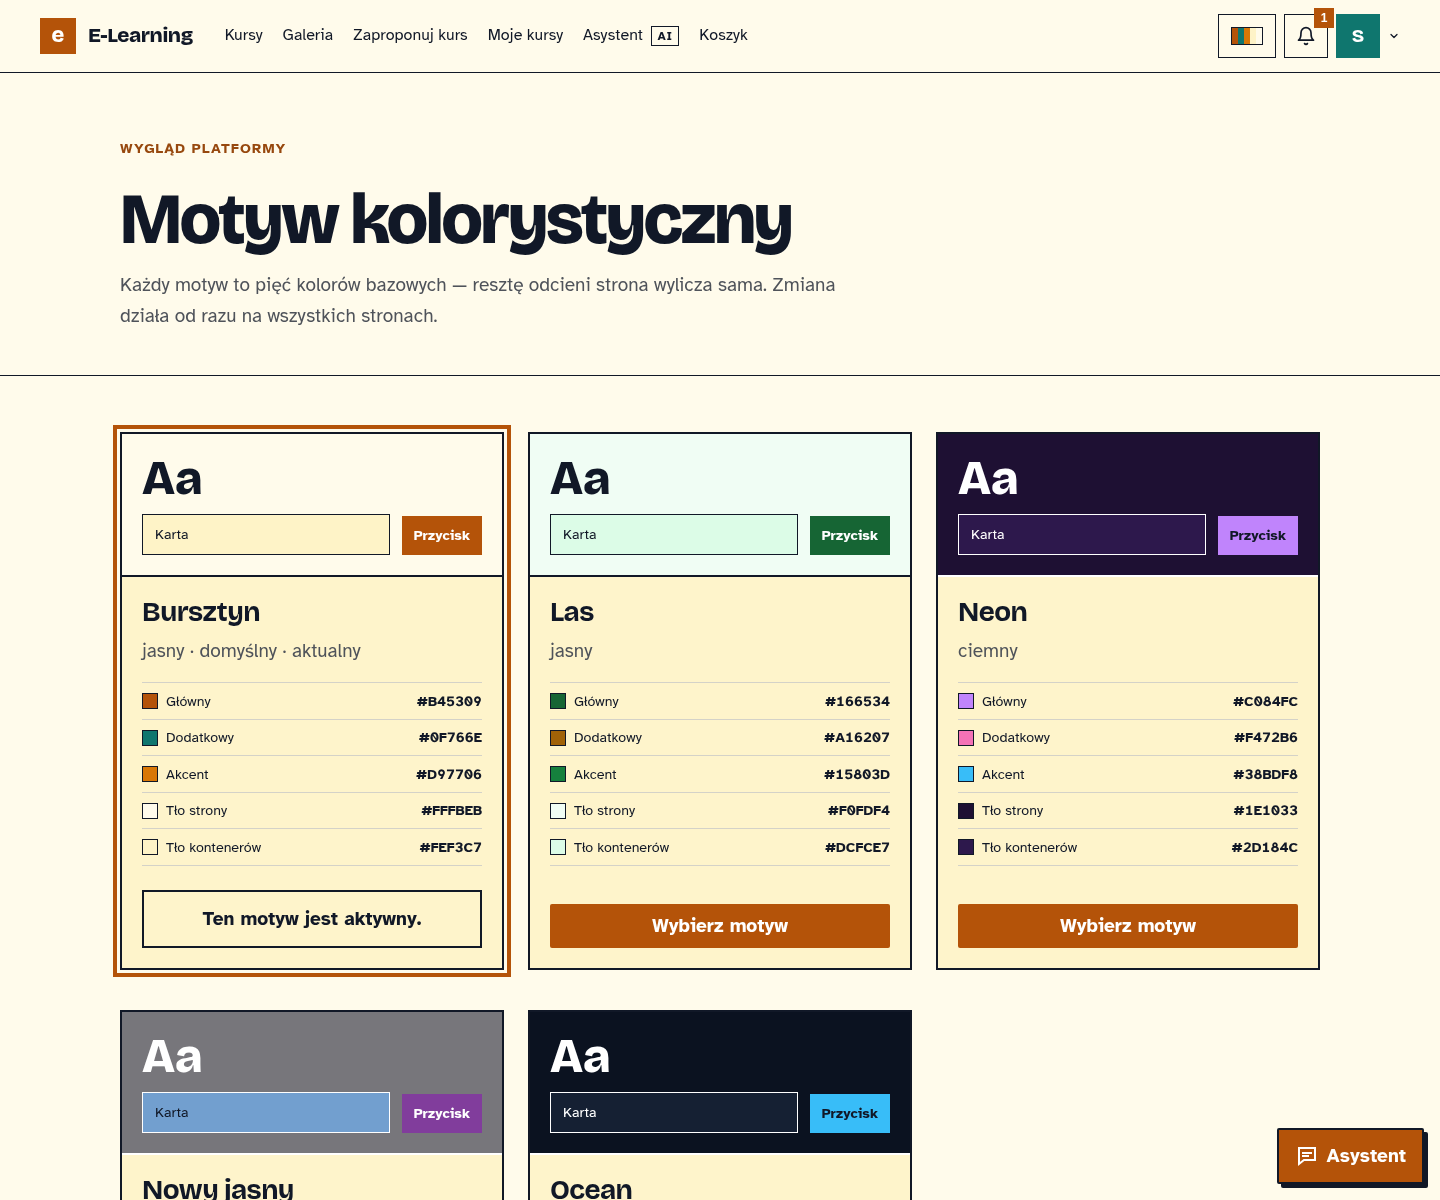 e E-Learning Kursy Galeria Zaproponuj kurs Moje kursy Asystent AI Koszyk 1 S
WYGLĄD PLATFORMY
Motyw kolorystyczny
Każdy motyw to pięć kolorów bazowych — resztę odcieni strona wylicza sama. Zmiana
działa od razu na wszystkich stronach.
Aa
Karta Przycisk
Bursztyn
jasny · domyślny · aktualny
Główny #B45309
Dodatkowy #0F766E
Akcent #D97706
Tło strony #FFFBEB
Tło kontenerów #FEF3C7
Ten motyw jest aktywny.
Aa
Karta Przycisk
Las
jasny
Główny #166534
Dodatkowy #A16207
Akcent #15803D
Tło strony #F0FDF4
Tło kontenerów #DCFCE7
Wybierz motyw
Aa
Karta Przycisk
Neon
ciemny
Główny #C084FC
Dodatkowy #F472B6
Akcent #38BDF8
Tło strony #1E1033
Tło kontenerów #2D184C
Wybierz motyw
Aa
Karta Przycisk
Nowy jasny
Aa
Karta Przycisk
Ocean
Asystent